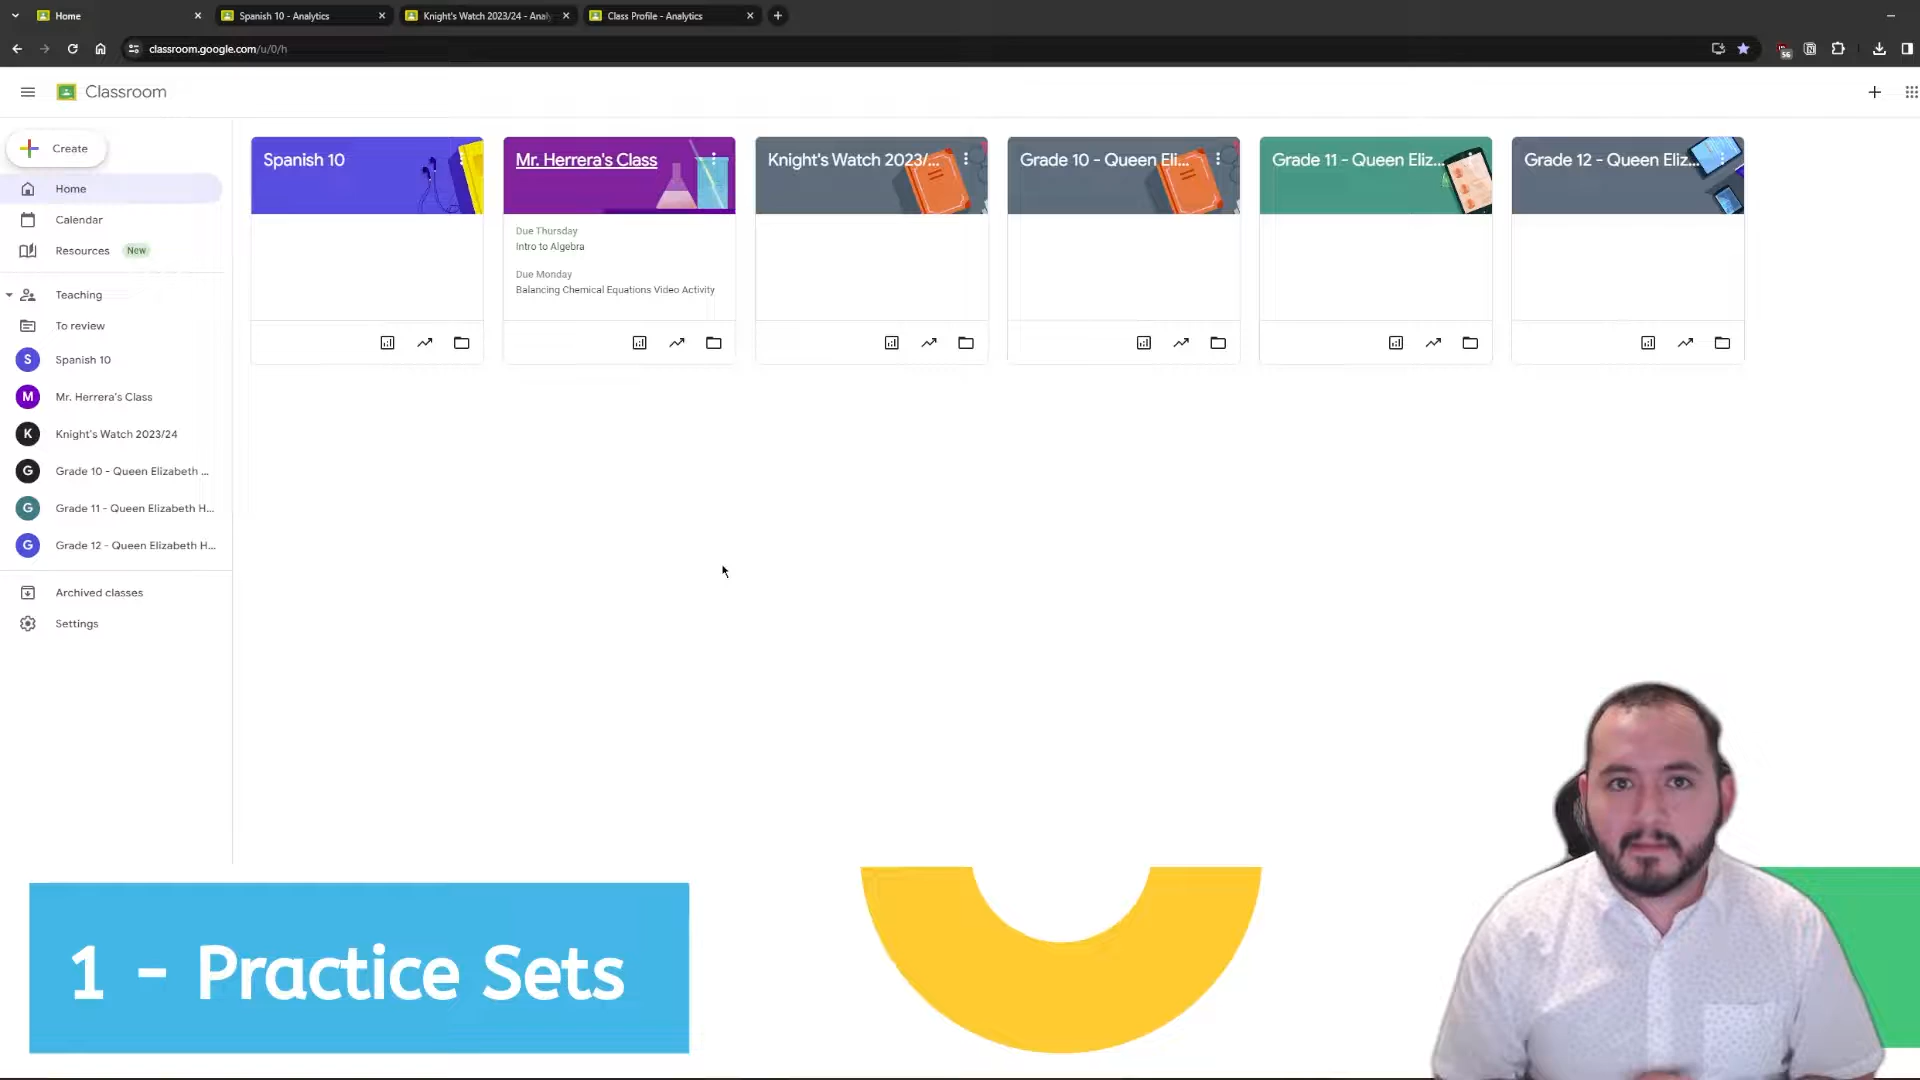 Home
Spanish 10 - Analytics
Knight's Watch 2023/24 - Anal
Class Profile - Analytics
classroom.google.com/u/0/h
56
Classroom
Create
Home
Calendar
Resources New
Teaching
To review
S Spanish 10
M Mr. Herrera's Class
K Knight's Watch 2023/24
G Grade 10 - Queen Elizabeth ...
G Grade 11 - Queen Elizabeth H...
G Grade 12 - Queen Elizabeth H...
Archived classes
Settings
Spanish 10
Mr. Herrera's Class
Due Thursday
Intro to Algebra
Due Monday
Balancing Chemical Equations Video Activity
Knight's Watch 2023/...
Grade 10 - Queen Eli...
Grade 11 - Queen Eliz...
Grade 12 - Queen Eliz...
1 - Practice Sets